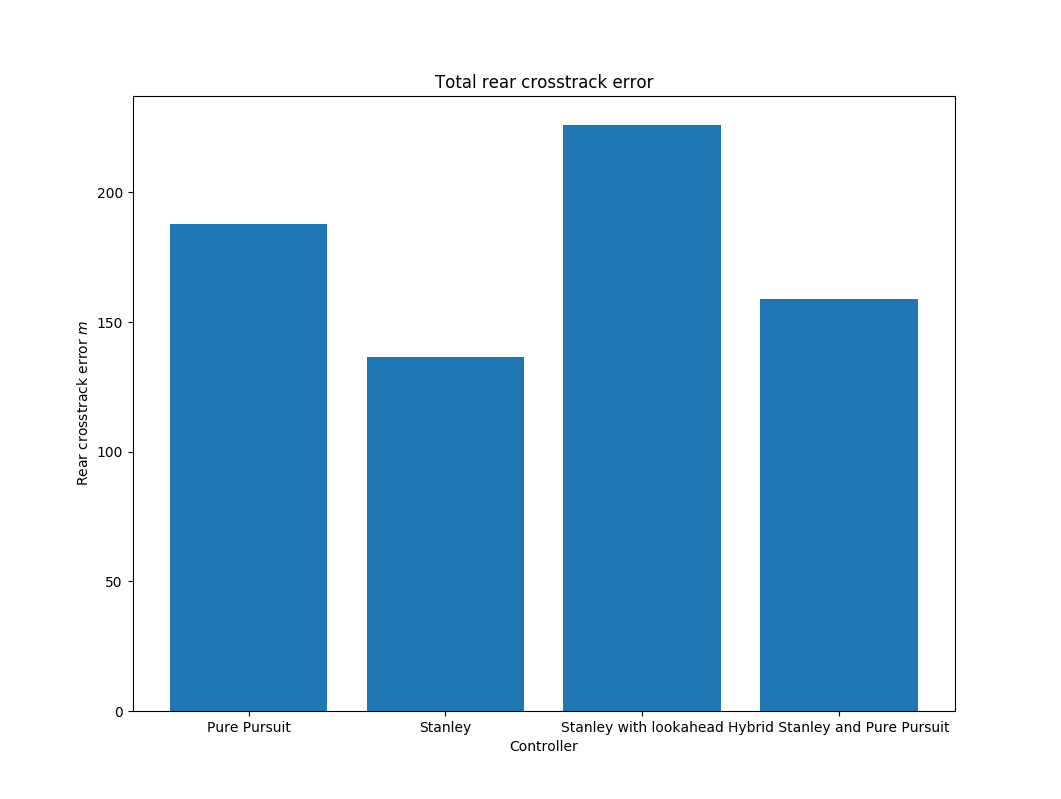 Total rear crosstrack error
200
150
100
50
0
Rear crosstrack error m
Pure Pursuit
Stanley
Stanley with lookahead
Hybrid Stanley and Pure Pursuit
Controller